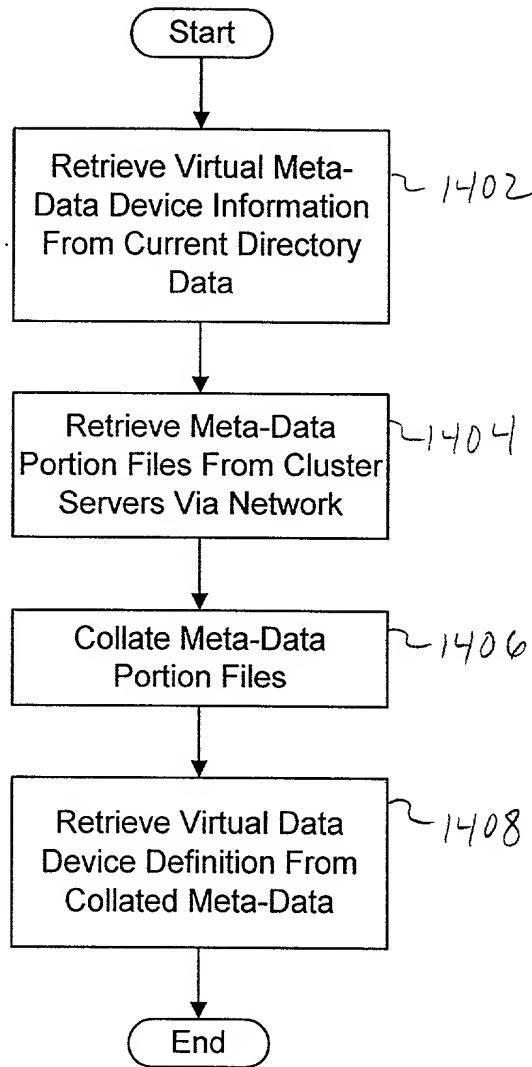 Start
Retrieve Virtual Meta-
Data Device Information
From Current Directory
Data
1402
Retrieve Meta-Data
Portion Files From Cluster
Servers Via Network
1404
Collate Meta-Data
Portion Files
1406
Retrieve Virtual Data
Device Definition From
Collated Meta-Data
1408
End